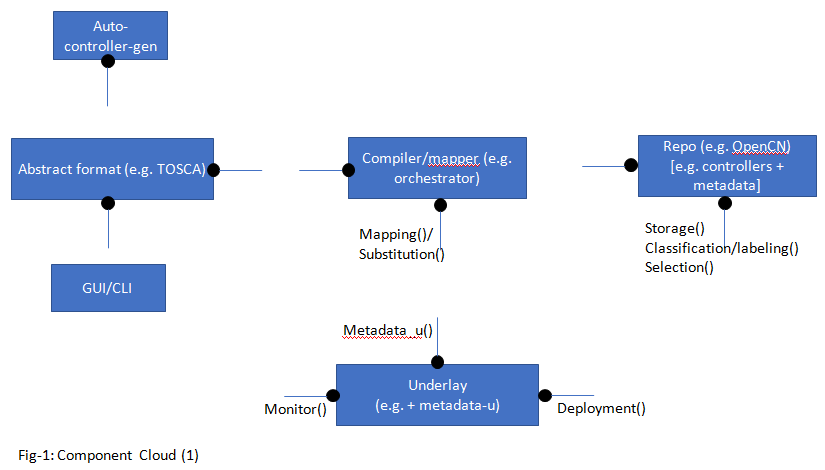 Auto-
controller-gen
Abstract format (e.g. TOSCA)
Compiler/mapper (e.g.
orchestrator)
Repo (e.g. OpenCN)
[e.g. controllers +
metadata]
Mapping()/
Substitution()
Storage()
Classification/labeling()
Selection()
GUI/CLI
Metadata_u()
Underlay
(e.g. + metadata-u)
Monitor()
Deployment()
Fig-1: Component Cloud (1)